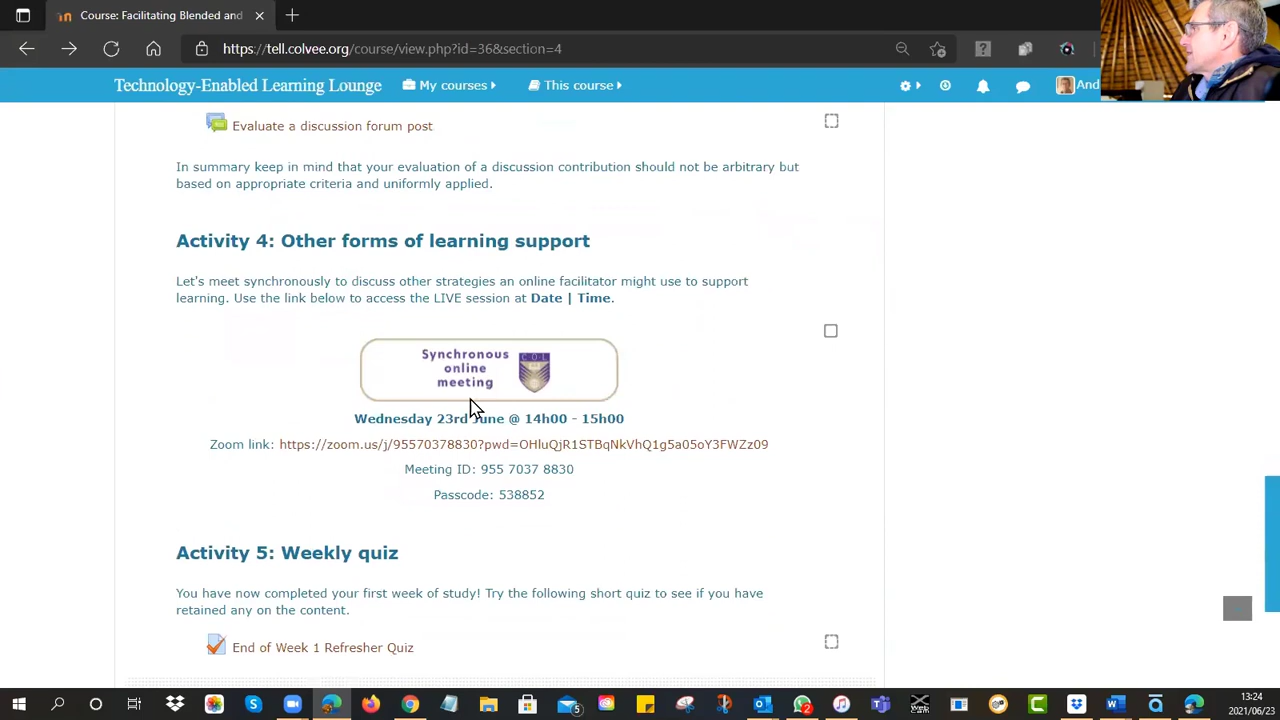 Course: Facilitating Blended and
https://tell.colvee.org/course/view.php?id=36&section=4
Technology-Enabled Learning Lounge
My courses
This course
And
Evaluate a discussion forum post
In summary keep in mind that your evaluation of a discussion contribution should not be arbitrary but
based on appropriate criteria and uniformly applied.
Activity 4: Other forms of learning support
Let's meet synchronously to discuss other strategies an online facilitator might use to support
learning. Use the link below to access the LIVE session at Date | Time.
Synchronous
online
meeting
COL
Wednesday 23rd June @ 14h00 - 15h00
Zoom link: https://zoom.us/j/95570378830?pwd=OHluQjR1STBqNkVhQ1g5a05oY3FWZz09
Meeting ID: 955 7037 8830
Passcode: 538852
Activity 5: Weekly quiz
You have now completed your first week of study! Try the following short quiz to see if you have
retained any on the content.
End of Week 1 Refresher Quiz
13:24
2021/06/23